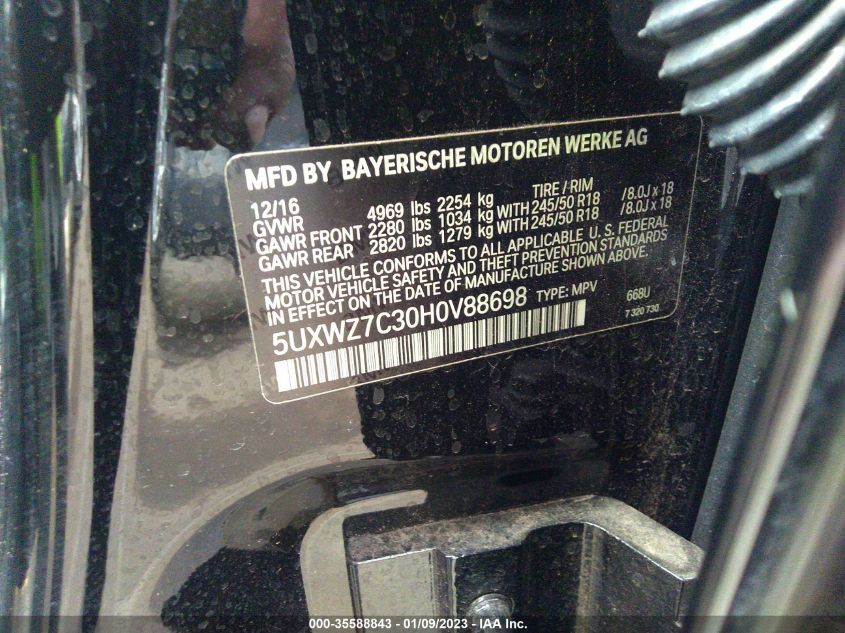 MFD BY BAYERISCHE MOTOREN WERKE AG
12/16 TIRE / RIM
GVWR 4969 lbs 2254 kg
GAWR FRONT 2280 lbs 1034 kg WITH 245/50 R18 /8.0J x 18
GAWR REAR 2820 lbs 1279 kg WITH 245/50 R18 /8.0J x 18
THIS VEHICLE CONFORMS TO ALL APPLICABLE U.S. FEDERAL
MOTOR VEHICLE SAFETY AND THEFT PREVENTION STANDARDS
IN EFFECT ON THE DATE OF MANUFACTURE SHOWN ABOVE.
5UXWZ7C30H0V88698 TYPE: MPV 668U
7 320 730
000-35588843 - 01/09/2023 - IAA Inc.